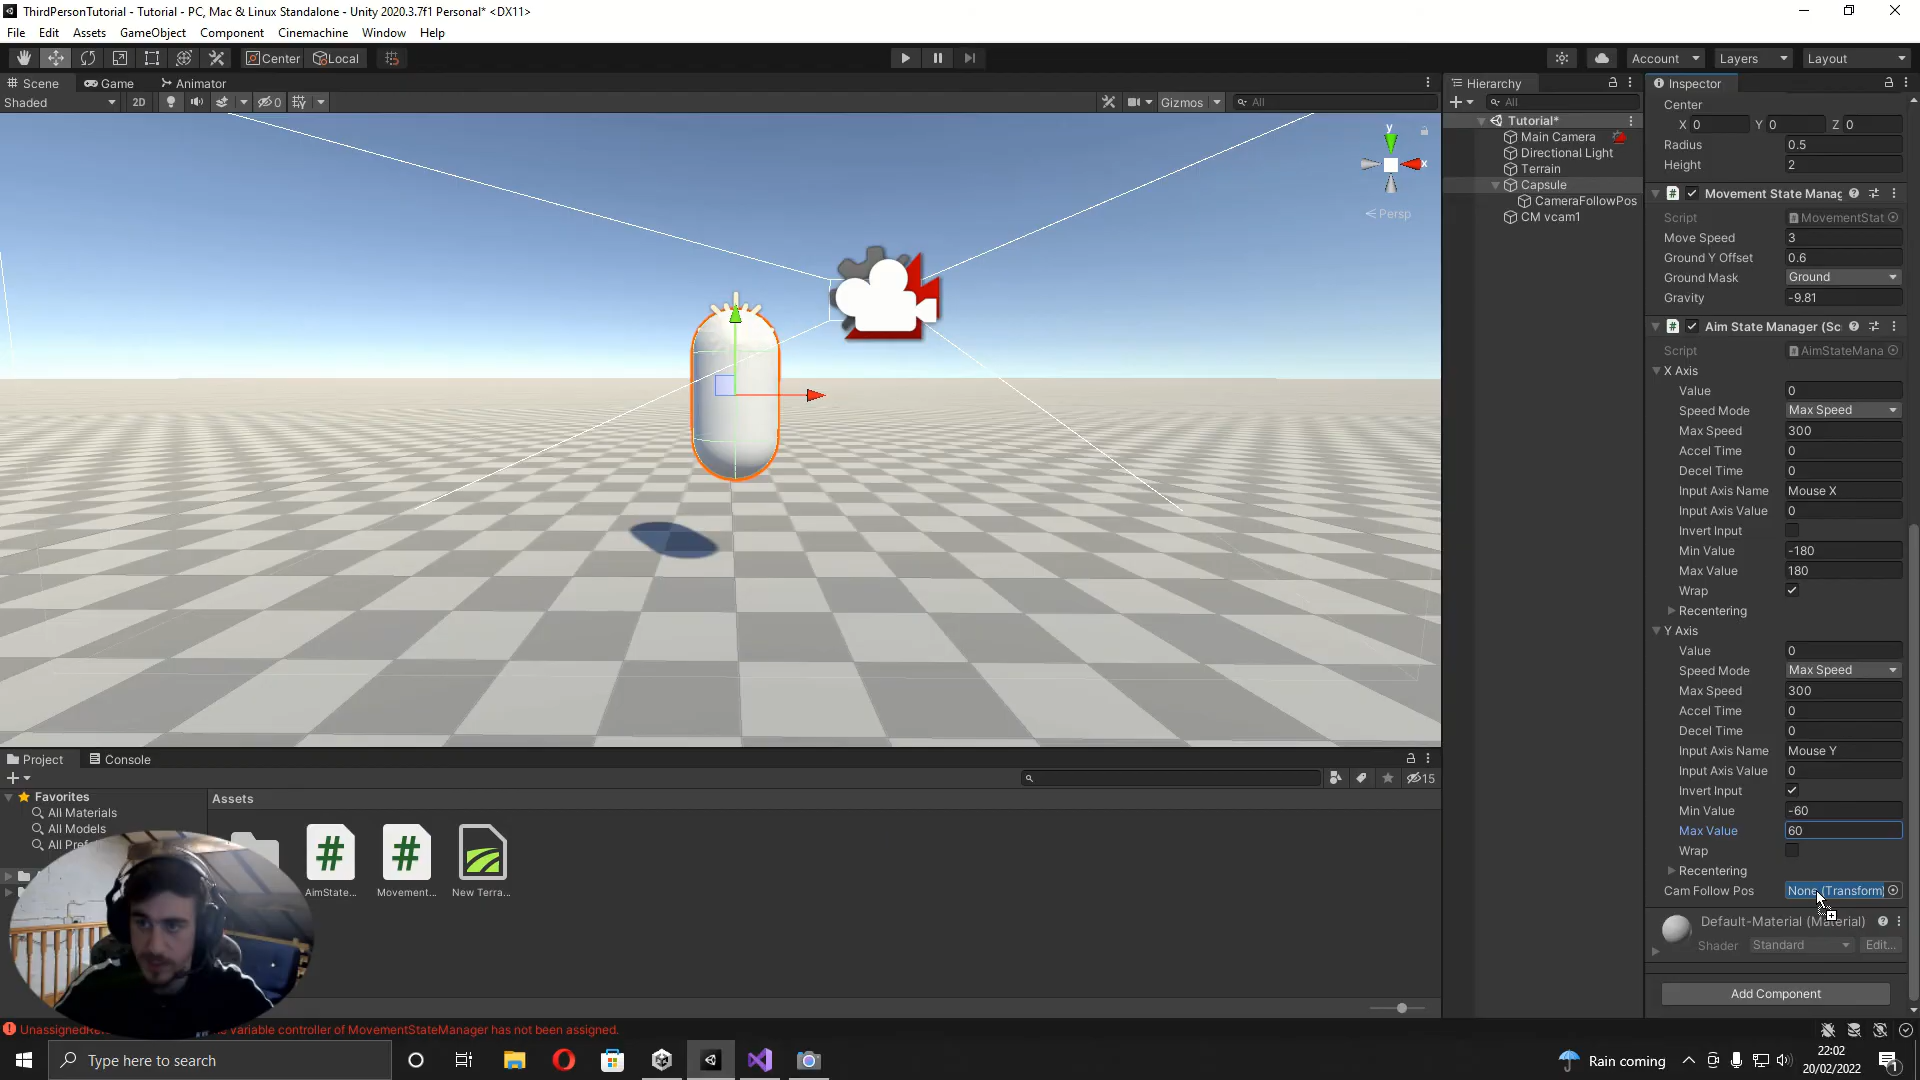 ThirdPersonTutorial - Tutorial - PC, Mac & Linux Standalone - Unity 2020.3.7f1 Personal* <DX11>
File Edit Assets GameObject Component Cinemachine Window Help
Center Local Account Layers Layout
Scene Game Animator
Shaded 2D 0 Gizmos All
y
x
Persp
Hierarchy
All
Tutorial*
Main Camera
Directional Light
Terrain
Capsule
CameraFollowPos
CM vcam1
Inspector
Center
X 0 Y 0 Z 0
Radius 0.5
Height 2
Movement State Manag
Script MovementStat
Move Speed 3
Ground Y Offset 0.6
Ground Mask Ground
Gravity -9.81
Aim State Manager (Sc
Script AimStateMana
X Axis
Value 0
Speed Mode Max Speed
Max Speed 300
Accel Time 0
Decel Time 0
Input Axis Name Mouse X
Input Axis Value 0
Invert Input
Min Value -180
Max Value 180
Wrap
Recentering
Y Axis
Value 0
Speed Mode Max Speed
Max Speed 300
Accel Time 0
Decel Time 0
Input Axis Name Mouse Y
Input Axis Value 0
Invert Input
Min Value -60
Max Value 60
Wrap
Recentering
Cam Follow Pos None (Transform)
Default-Material (Material)
Shader Standard Edit...
Add Component
Project Console
15
Favorites
All Materials
All Models
All Pref
Assets
AimState...
Movement...
New Terra...
variable controller of MovementStateManager has not been assigned.
Type here to search
Rain coming
22:02
20/02/2022
1